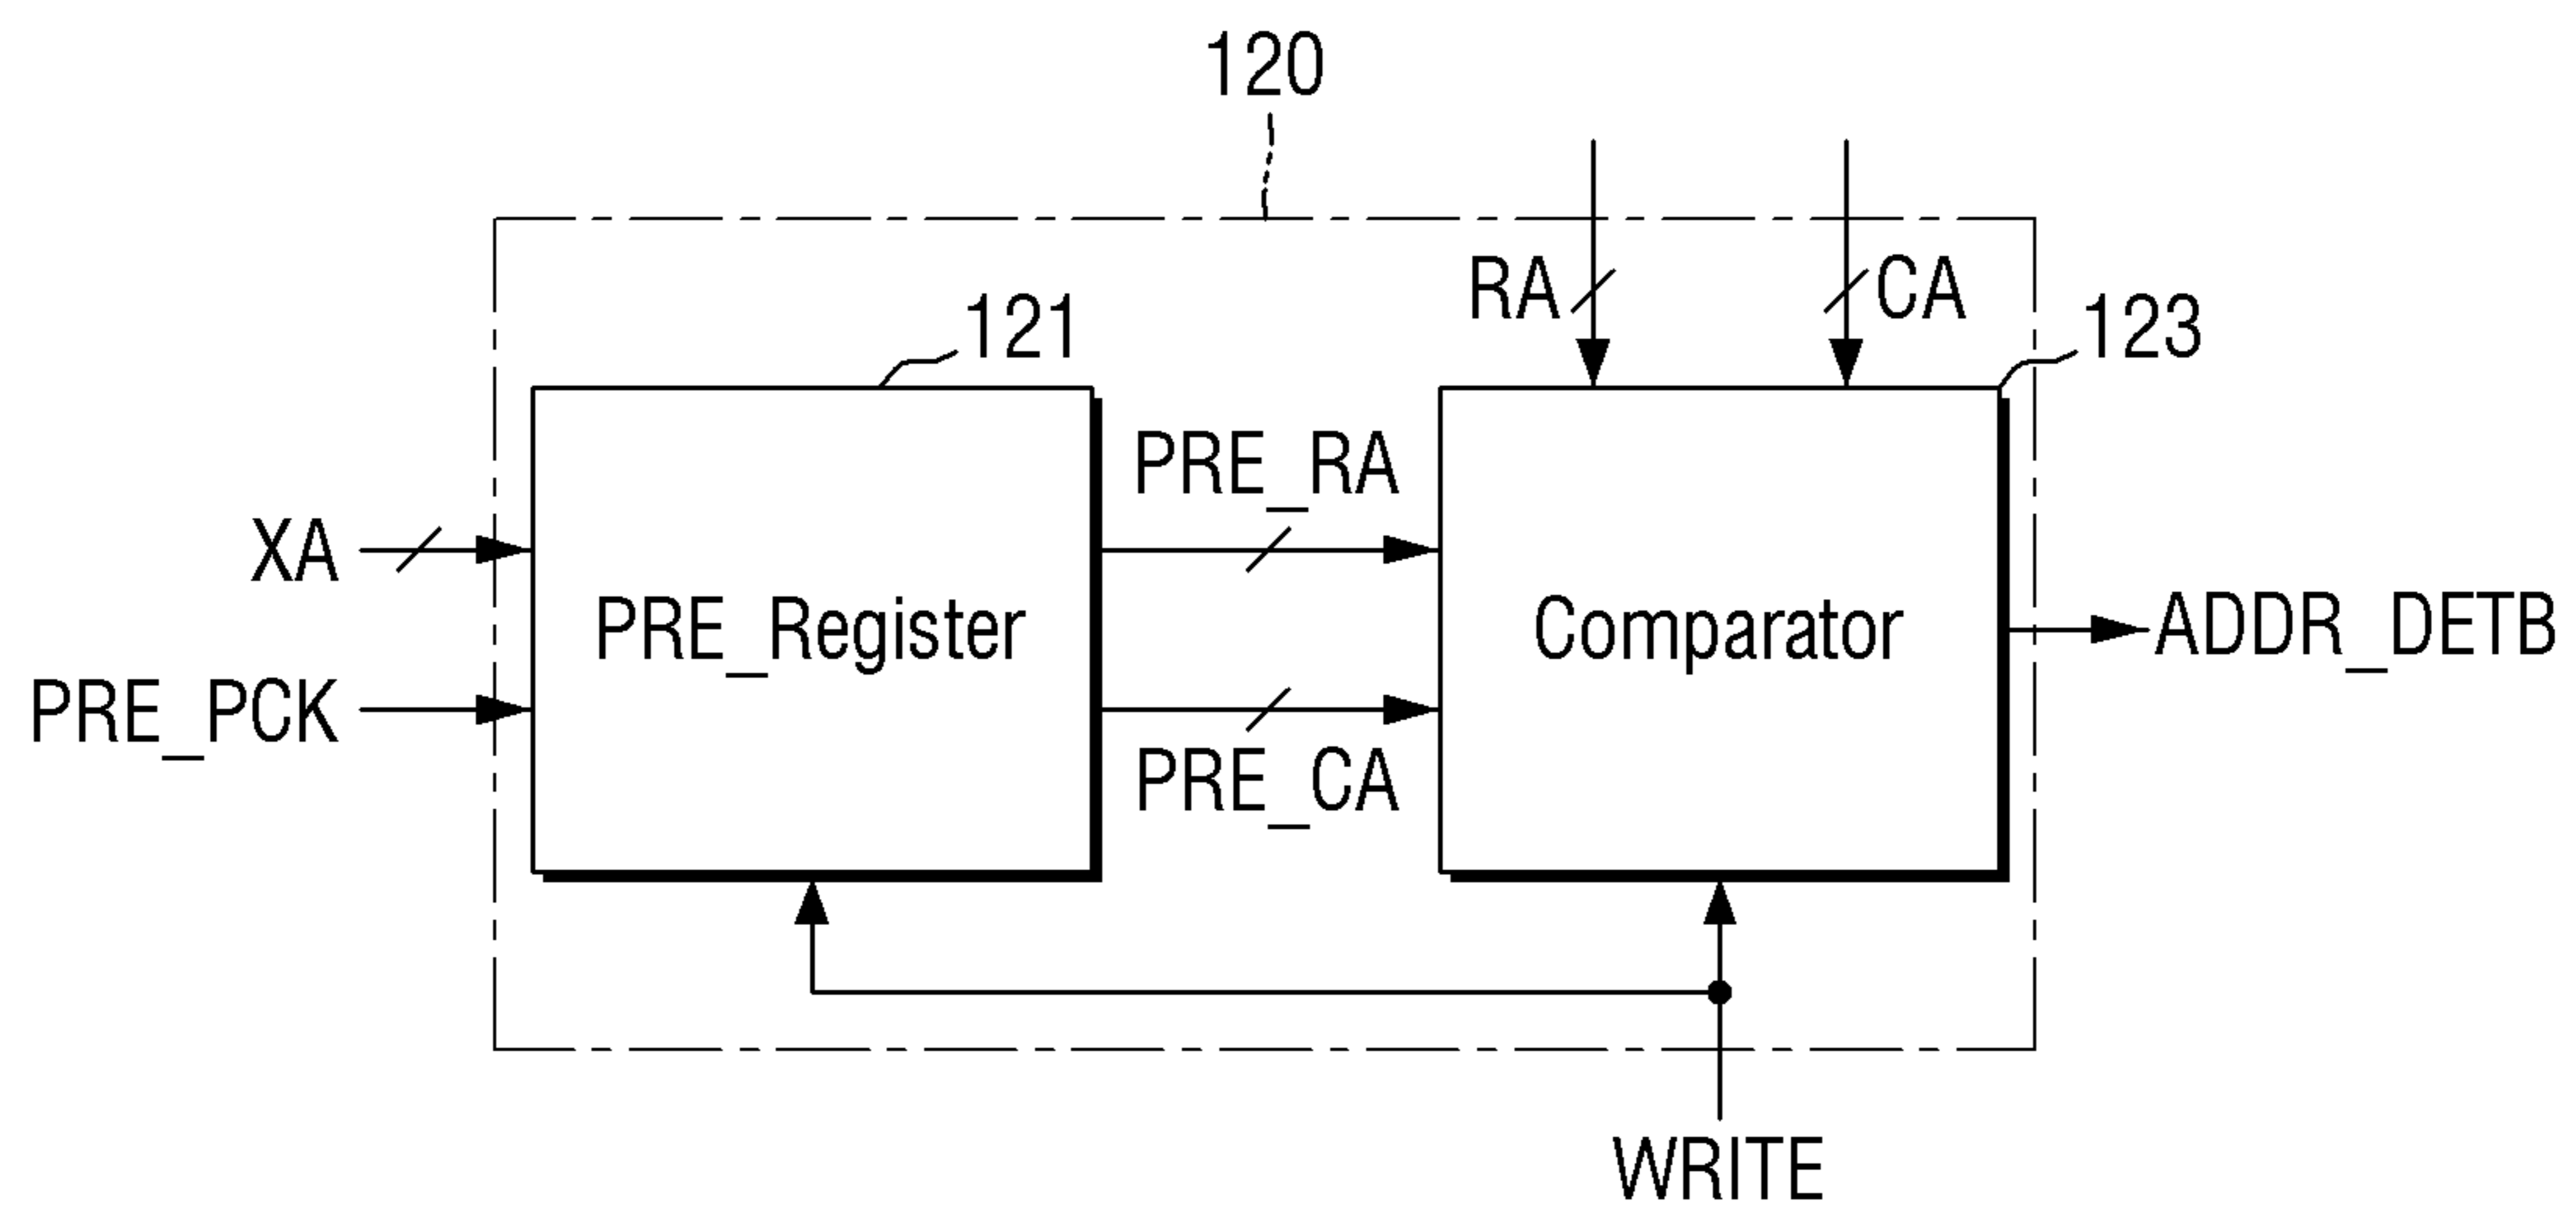 120
RA
CA
121
123
PRE_RA
XA
PRE_Register
Comparator
ADDR_DETB
PRE_PCK
PRE_CA
WRITE